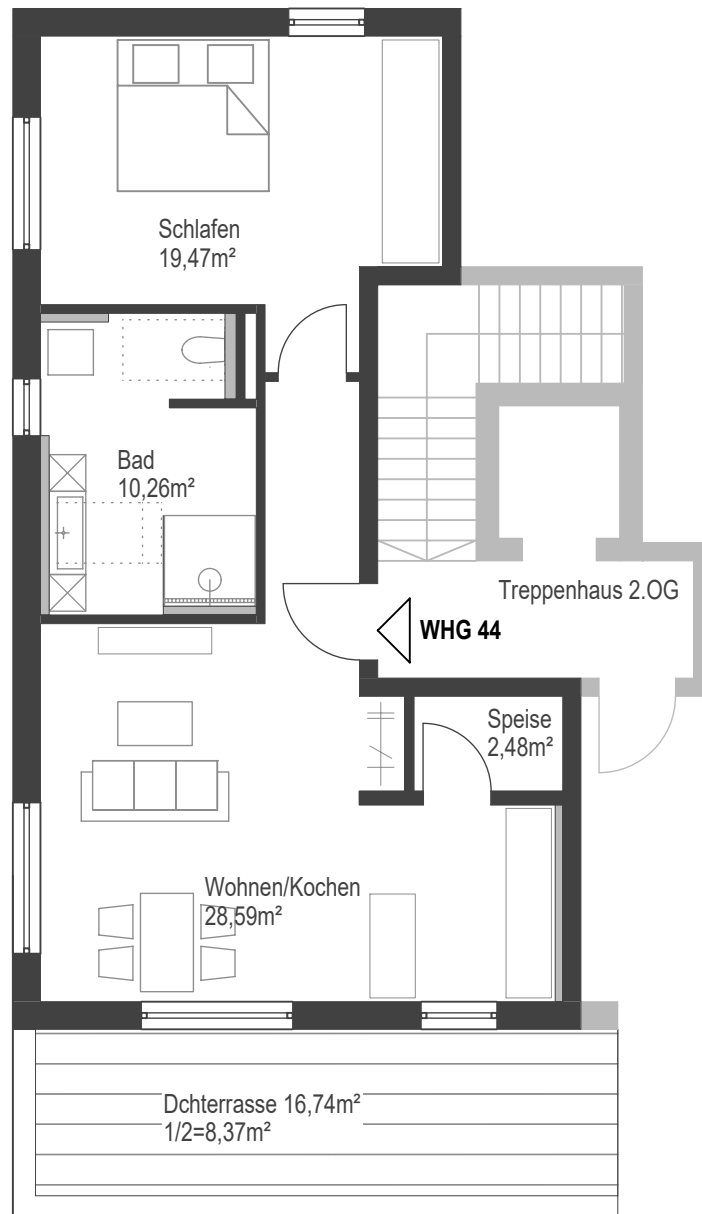 Schlafen
19,47m²
Bad
10,26m²
Treppenhaus 2.OG
WHG 44
Speise
2,48m²
Wohnen/Kochen
28,59m²
Dchterrasse 16,74m²
1/2=8,37m²